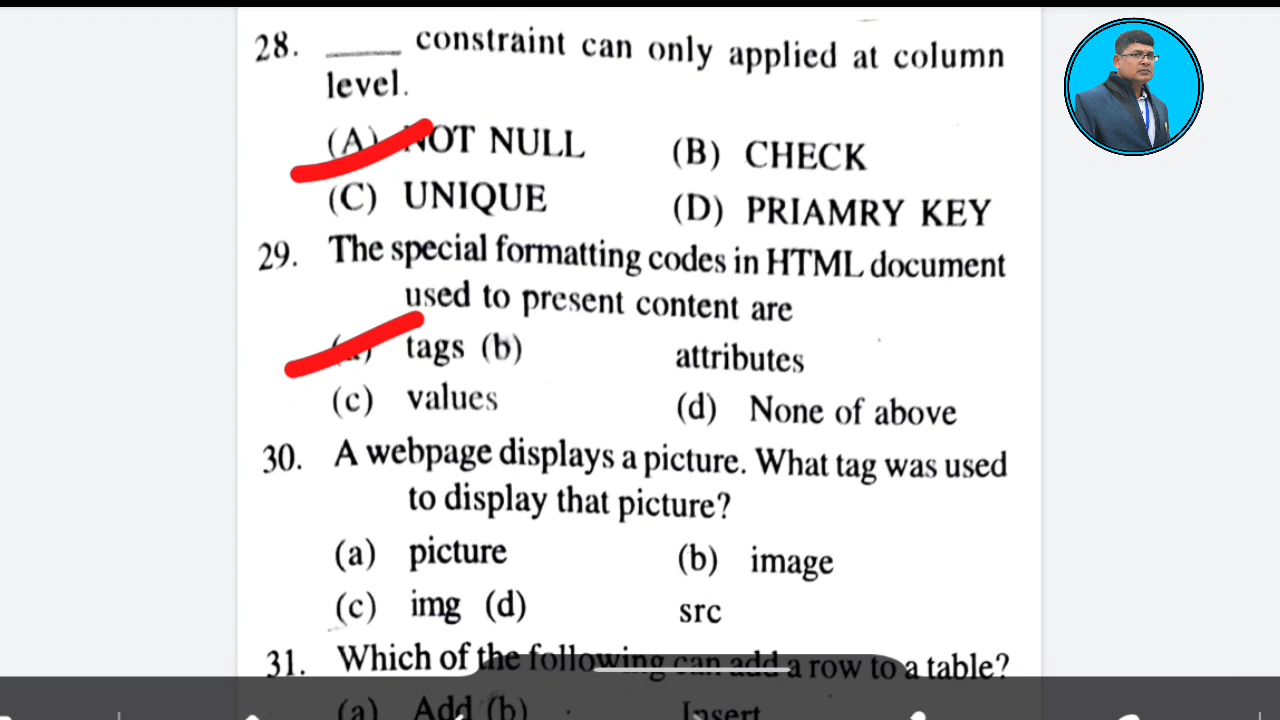 28. ____ constraint can only applied at column
level.
(A) NOT NULL (B) CHECK
(C) UNIQUE (D) PRIAMRY KEY
29. The special formatting codes in HTML document
used to present content are
tags (b) attributes
(c) values (d) None of above
30. A webpage displays a picture. What tag was used
to display that picture?
(a) picture (b) image
(c) img (d) src
31. Which of the following can add a row to a table?
(a) Add (b) Insert